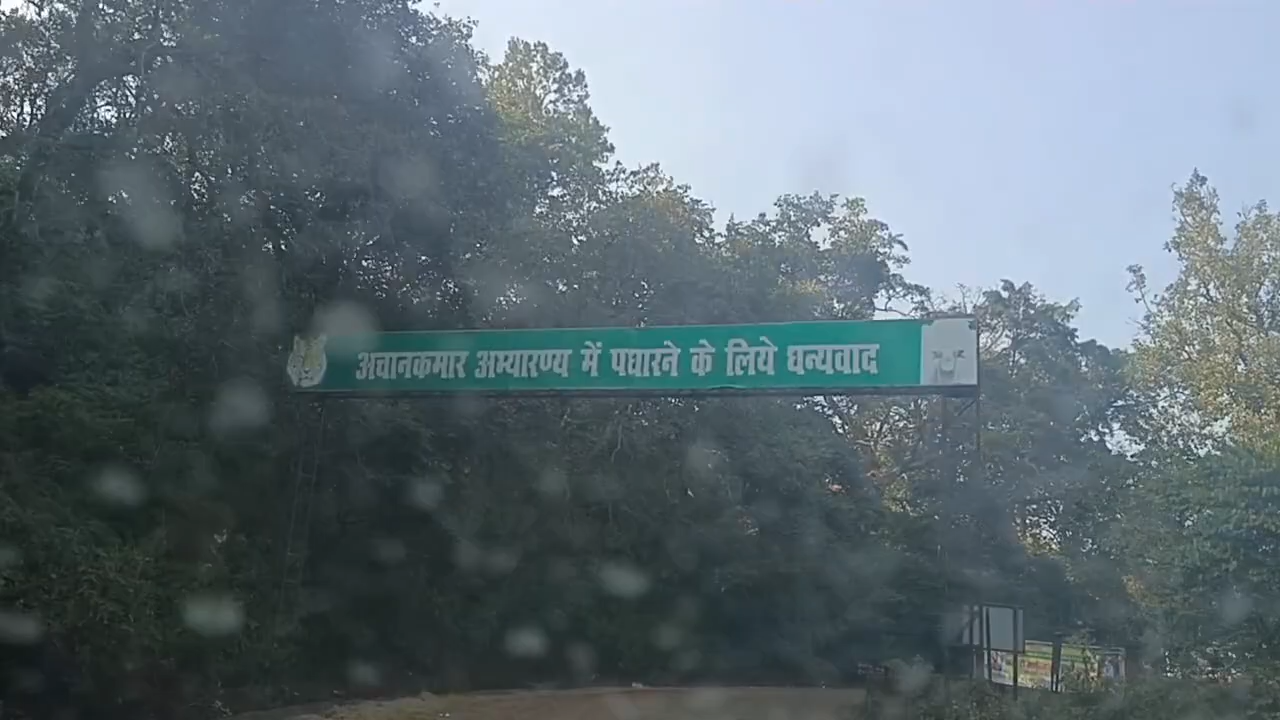 अचानकमार अभ्यारण्य में पधारने के लिये धन्यवाद